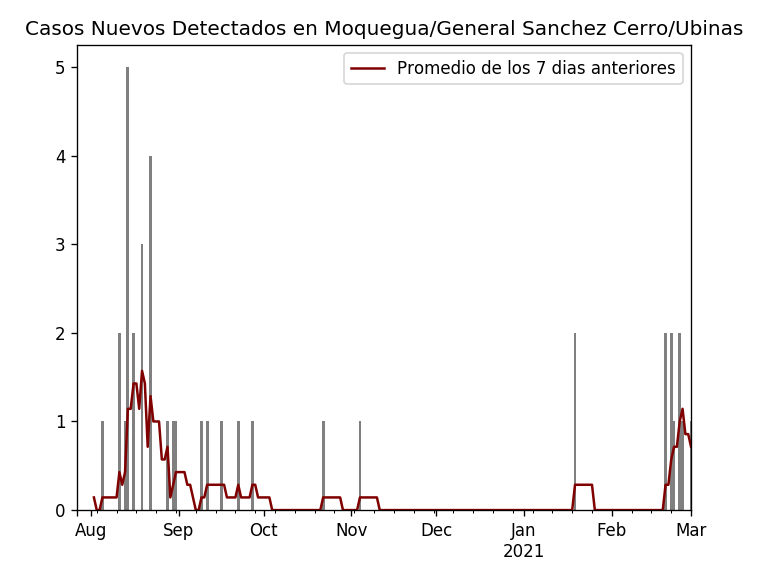 Casos Nuevos Detectados en Moquegua/General Sanchez Cerro/Ubinas
Promedio de los 7 dias anteriores
5
4
3
2
1
0
Aug Sep Oct Nov Dec Jan Feb Mar
2021